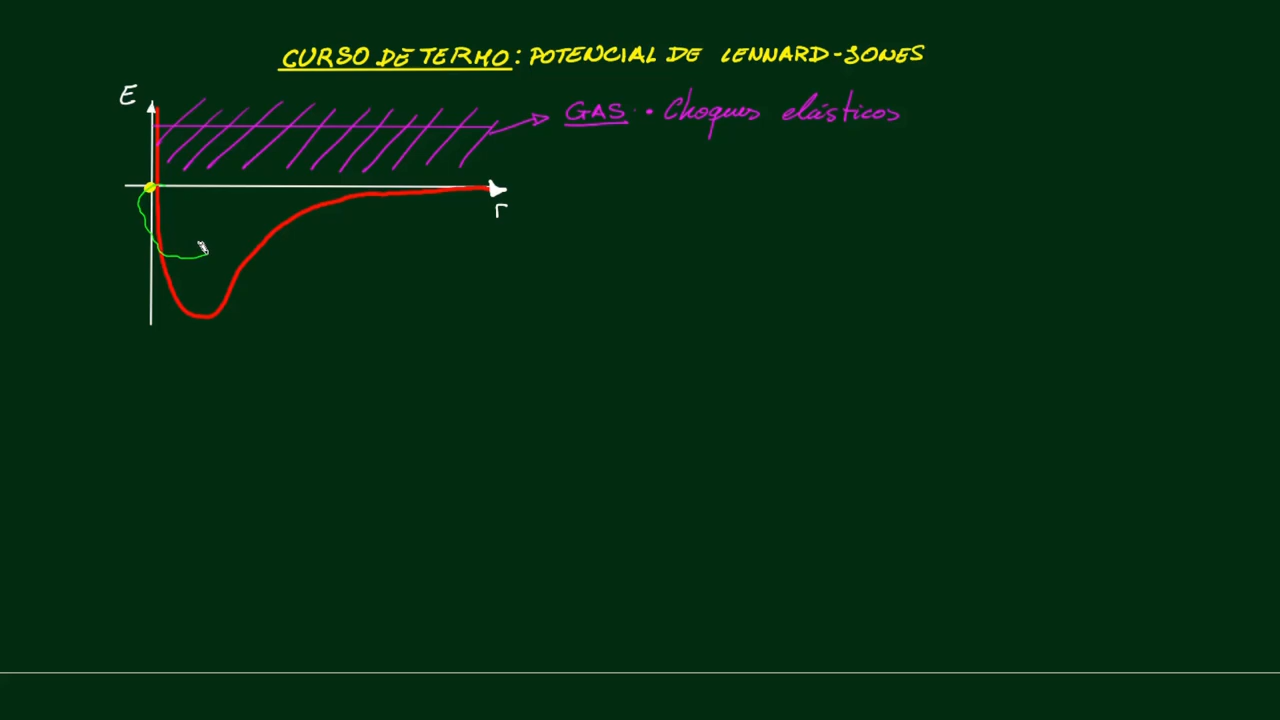 CURSO DE TERMO: POTENCIAL DE LENNARD-JONES
E
GAS • Choques elásticos
r